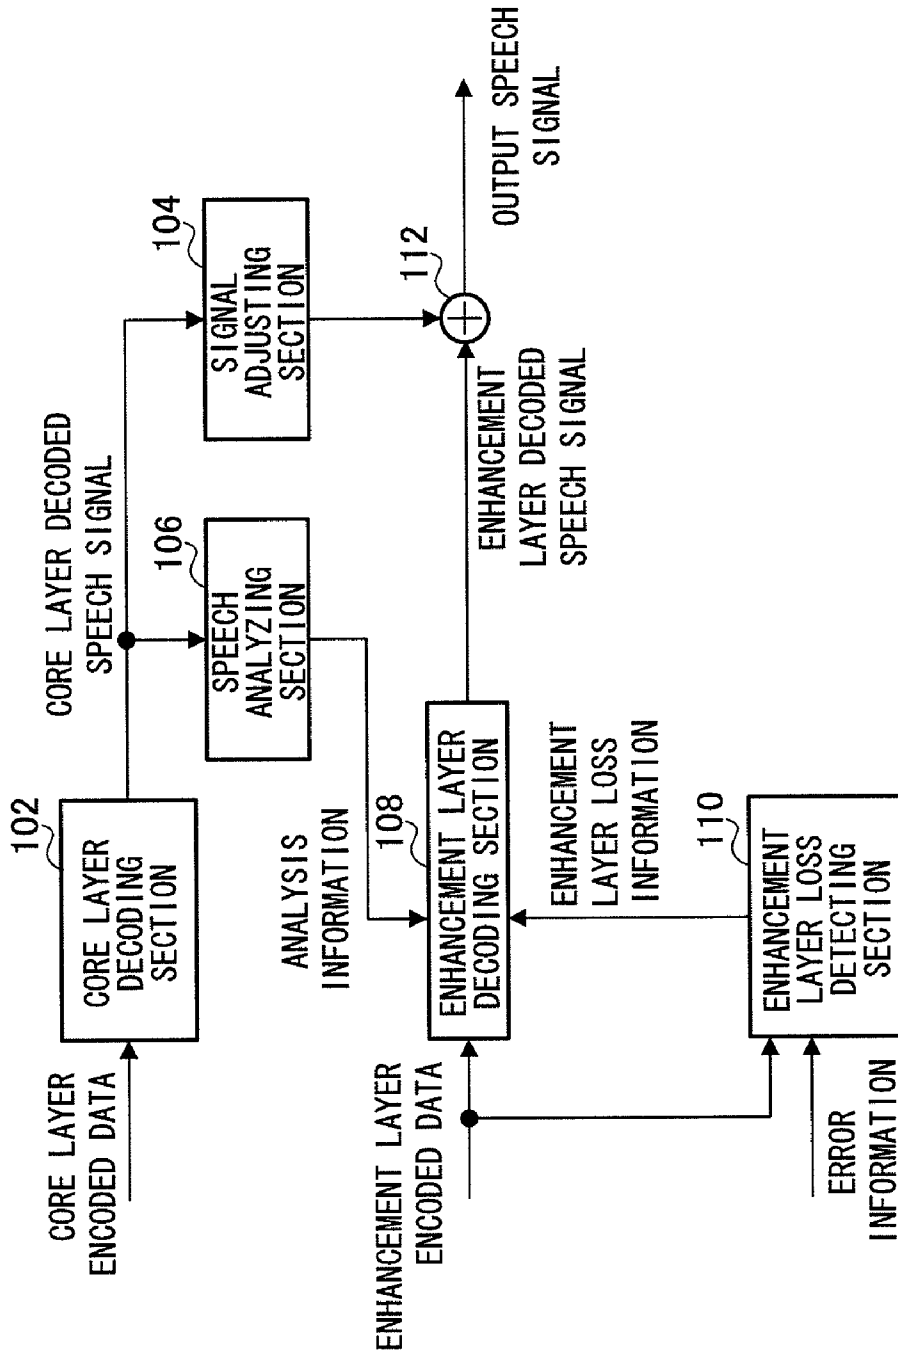 CORE LAYER
ENCODED DATA
102
CORE LAYER
DECODING
SECTION
CORE LAYER DECODED
SPEECH SIGNAL
106
SPEECH
ANALYZING
SECTION
104
SIGNAL
ADJUSTING
SECTION
ANALYSIS
INFORMATION
ENHANCEMENT LAYER
ENCODED DATA
108
ENHANCEMENT LAYER
DECODING SECTION
ENHANCEMENT
LAYER DECODED
SPEECH SIGNAL
112
OUTPUT SPEECH
SIGNAL
ENHANCEMENT
LAYER LOSS
INFORMATION
ERROR
INFORMATION
110
ENHANCEMENT
LAYER LOSS
DETECTING
SECTION